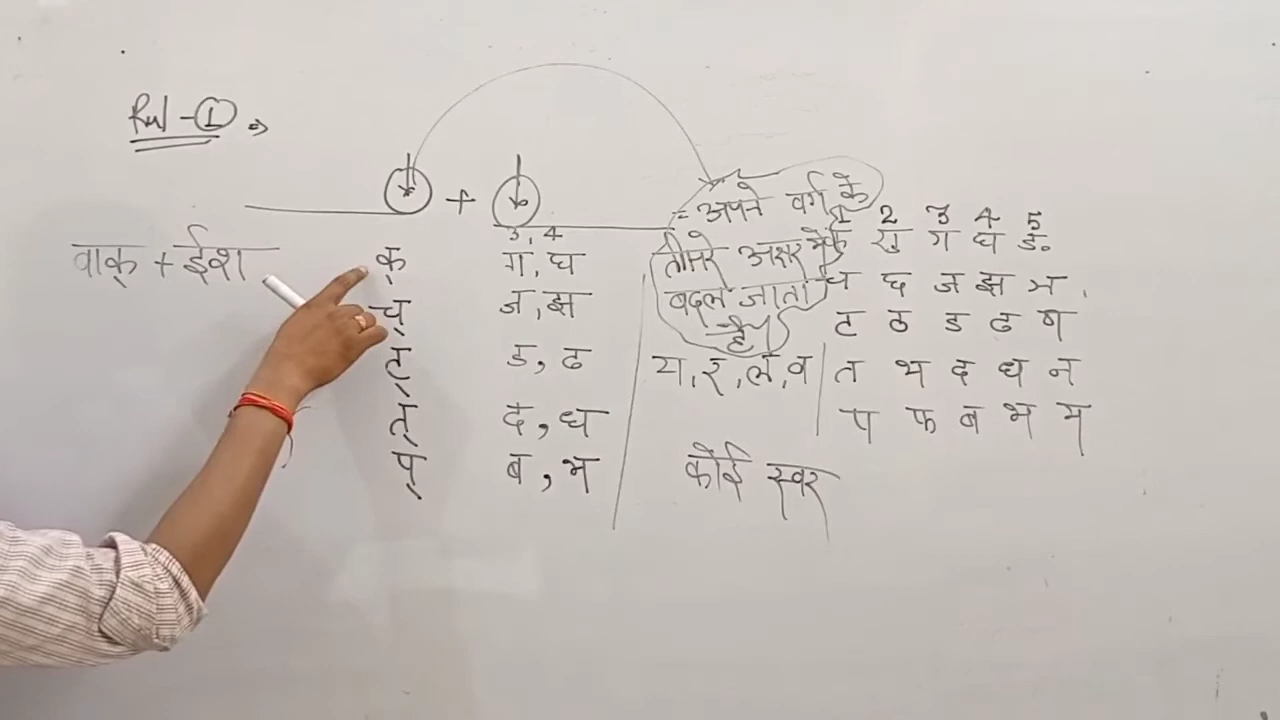 Rul - ① ⇒
+ = अपने वर्ग के
तीसरे अक्षर में
बदल जाता
है।
वाक् + ईश
क्
च्
ट्
त्
प्
3, 4
ग, घ
ज, झ
ड, ढ
द, ध
ब, भ
य, र, ल, व
कोई स्वर
1 2 3 4 5
क ख ग घ ङ
च छ ज झ ञ
ट ठ ड ढ ण
त थ द ध न
प फ ब भ म